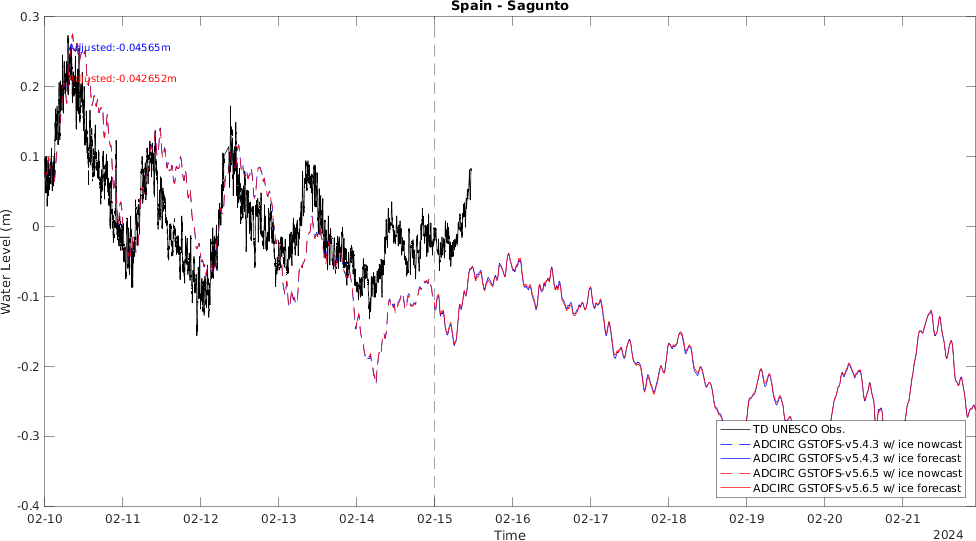 Spain - Sagunto
Adjusted:-0.04565m
Adjusted:-0.042652m
Water Level (m)
0.3
0.2
0.1
0
-0.1
-0.2
-0.3
-0.4
TD UNESCO Obs.
ADCIRC GSTOFS-v5.4.3 w/ ice nowcast
ADCIRC GSTOFS-v5.4.3 w/ ice forecast
ADCIRC GSTOFS-v5.6.5 w/ ice nowcast
ADCIRC GSTOFS-v5.6.5 w/ ice forecast
02-10 02-11 02-12 02-13 02-14 02-15 02-16 02-17 02-18 02-19 02-20 02-21
Time
2024